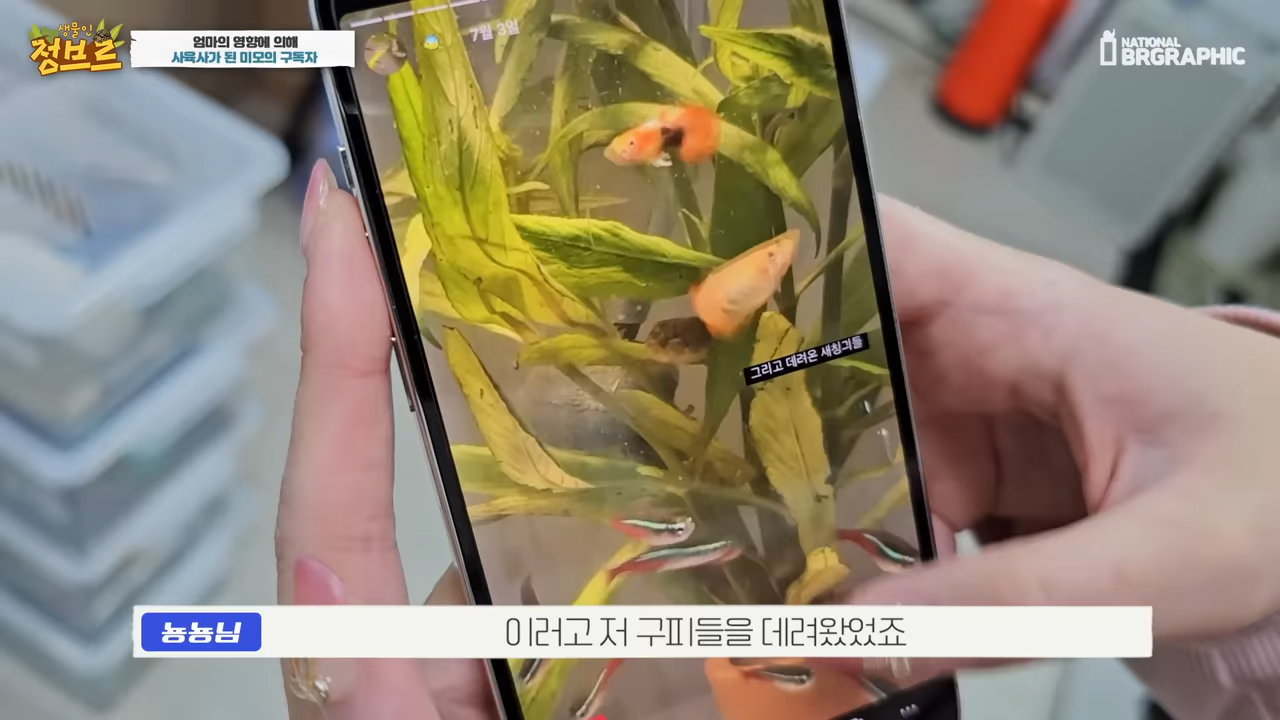 생물인
정브르
엄마의 영향에 의해
사육사가 된 미모의 구독자
NATIONAL
BRGRAPHIC
7월 3일
그리고 데려온 새칭긔들
뇽뇽님
이러고 저 구피들을 데려왔었죠